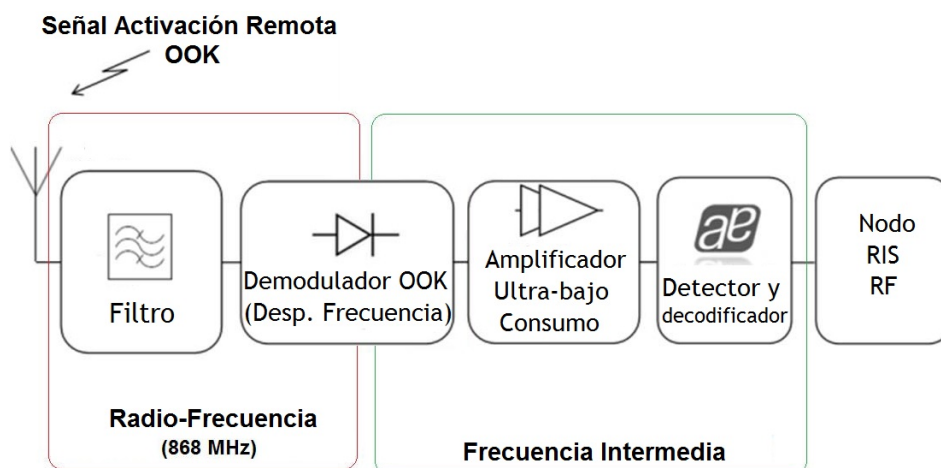 Señal Activación Remota
OOK
Filtro
Demodulador OOK
(Desp. Frecuencia)
Amplificador
Ultra-bajo
Consumo
Detector y
decodificador
Nodo
RIS
RF
Radio-Frecuencia
(868 MHz)
Frecuencia Intermedia